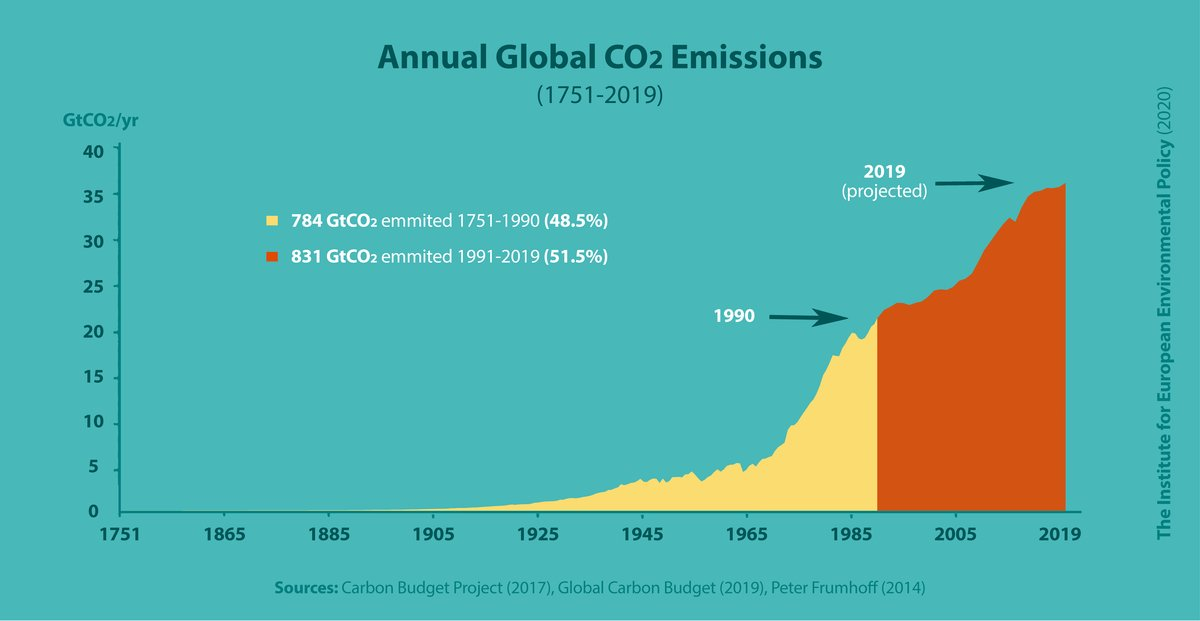 Annual Global CO2 Emissions
(1751-2019)
GtCO2/yr
40
35
30
25
20
15
10
5
0
784 GtCO2 emmited 1751-1990 (48.5%)
831 GtCO2 emmited 1991-2019 (51.5%)
2019
(projected)
1990
1751 1865 1885 1905 1925 1945 1965 1985 2005 2019
Sources: Carbon Budget Project (2017), Global Carbon Budget (2019), Peter Frumhoff (2014)
The Institute for European Environmental Policy (2020)